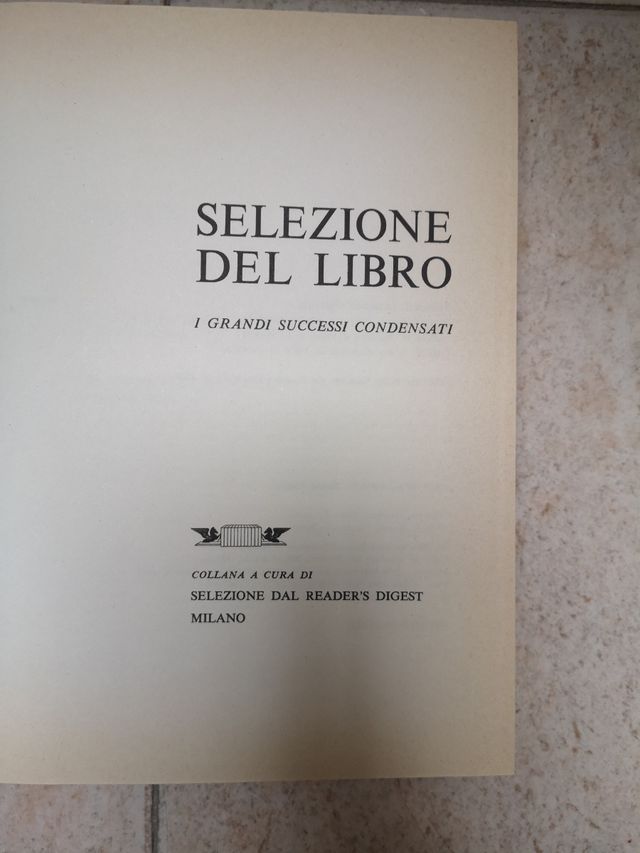 SELEZIONE
DEL LIBRO
I GRANDI SUCCESSI CONDENSATI
COLLANA A CURA DI
SELEZIONE DAL READER'S DIGEST
MILANO